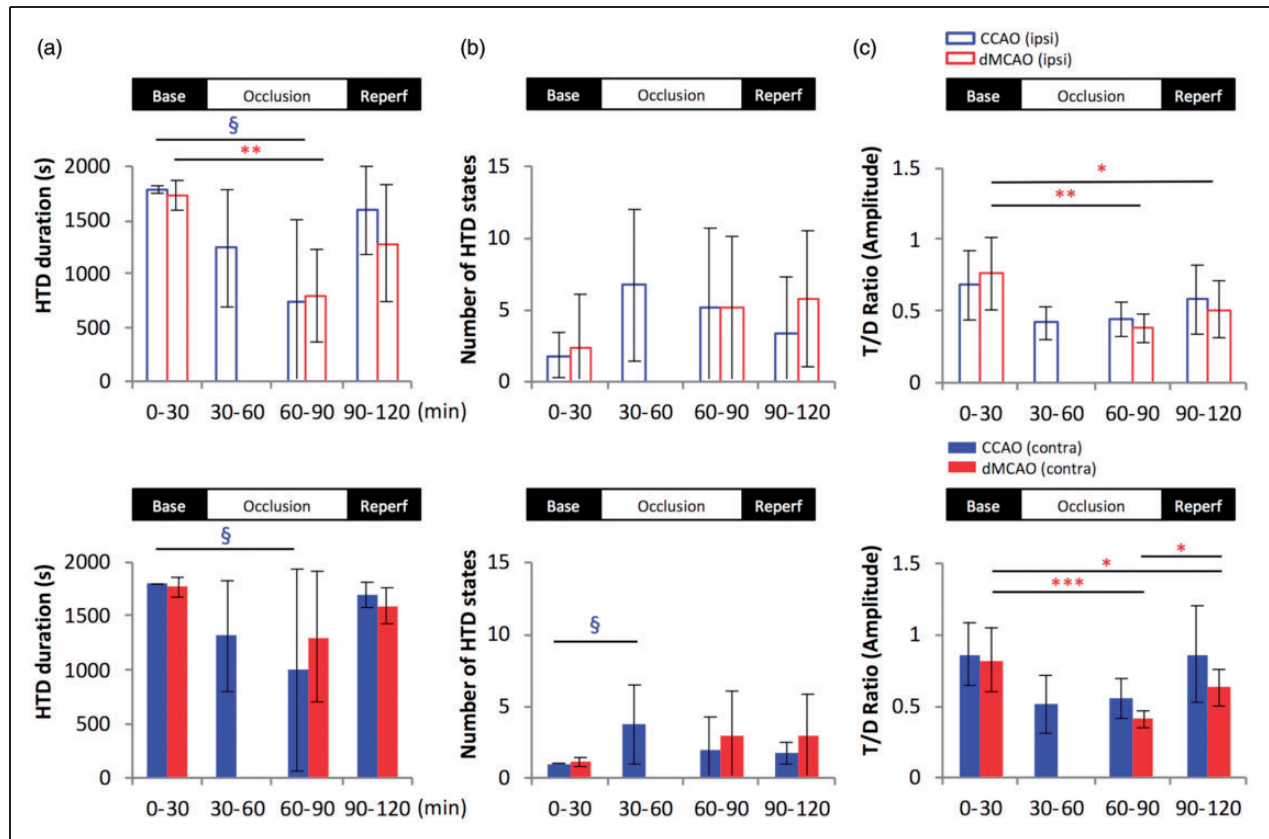 (a)
(b)
(c)
CCAO (ipsi)
dMCAO (ipsi)
Base Occlusion Reperf
Base Occlusion Reperf
Base Occlusion Reperf
§
**
HTD duration (s)
2000
1500
1000
500
0
0-30 30-60 60-90 90-120 (min)
Number of HTD states
15
10
5
0
0-30 30-60 60-90 90-120
*
**
T/D Ratio (Amplitude)
1.5
1
0.5
0
0-30 30-60 60-90 90-120
CCAO (contra)
dMCAO (contra)
Base Occlusion Reperf
Base Occlusion Reperf
Base Occlusion Reperf
§
HTD duration (s)
2000
1500
1000
500
0
0-30 30-60 60-90 90-120 (min)
§
Number of HTD states
15
10
5
0
0-30 30-60 60-90 90-120
*
*
***
T/D Ratio (Amplitude)
1.5
1
0.5
0
0-30 30-60 60-90 90-120